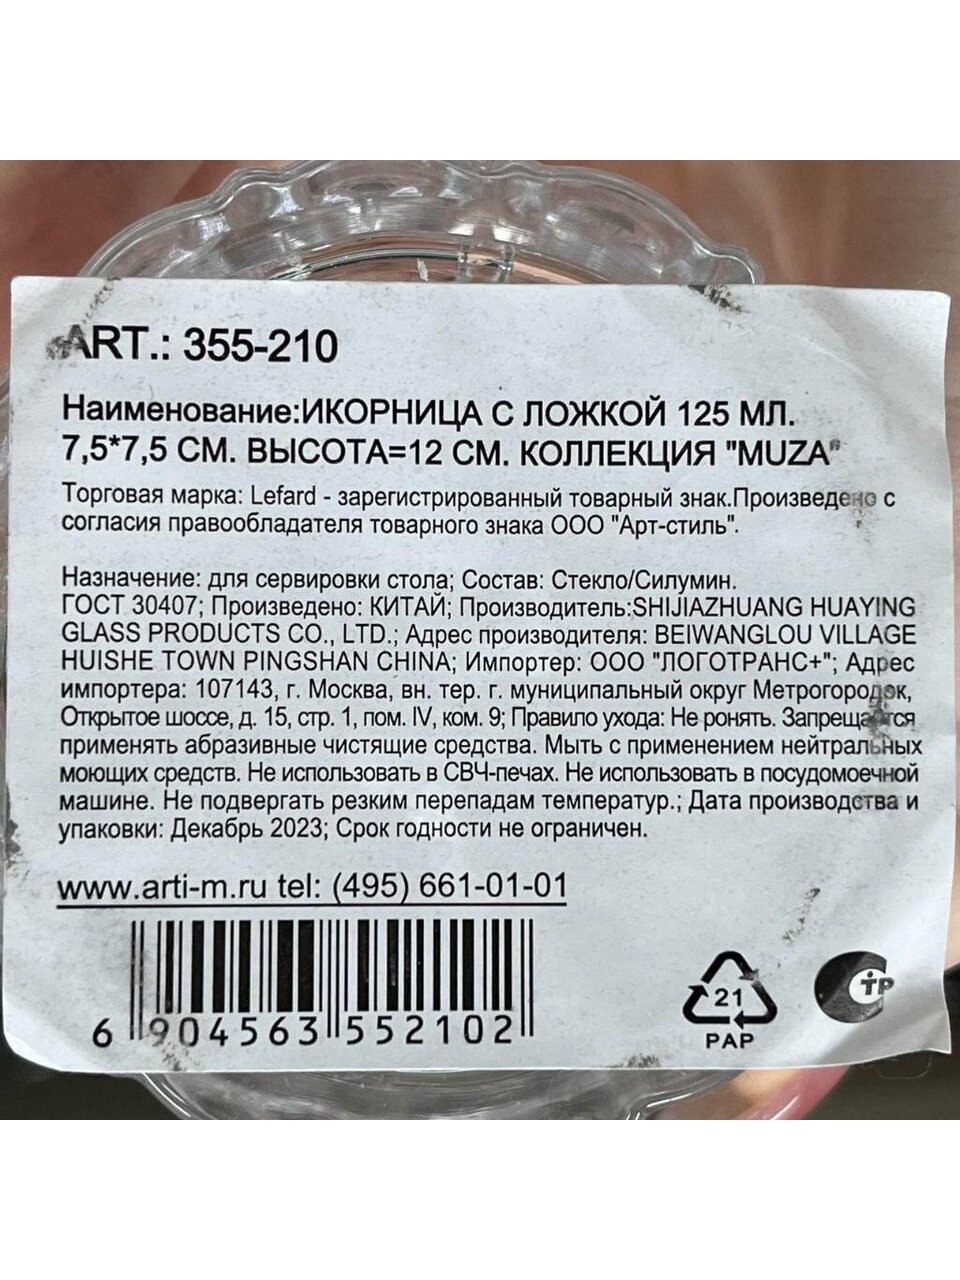 ART.: 355-210
Наименование:ИКОРНИЦА С ЛОЖКОЙ 125 МЛ.
7,5*7,5 СМ. ВЫСОТА=12 СМ. КОЛЛЕКЦИЯ "MUZA"
Торговая марка: Lefard - зарегистрированный товарный знак.Произведено с
согласия правообладателя товарного знака ООО "Арт-стиль".
Назначение: для сервировки стола; Состав: Стекло/Силумин.
ГОСТ 30407; Произведено: КИТАЙ; Производитель:SHIJIAZHUANG HUAYING
GLASS PRODUCTS CO., LTD.; Адрес производителя: BEIWANGLOU VILLAGE
HUISHE TOWN PINGSHAN CHINA; Импортер: ООО "ЛОГОТРАНС+"; Адрес
импортера: 107143, г. Москва, вн. тер. г. муниципальный округ Метрогородок,
Открытое шоссе, д. 15, стр. 1, пом. IV, ком. 9; Правило ухода: Не ронять. Запрещается
применять абразивные чистящие средства. Мыть с применением нейтральных
моющих средств. Не использовать в СВЧ-печах. Не использовать в посудомоечной
машине. Не подвергать резким перепадам температур.; Дата производства и
упаковки: Декабрь 2023; Срок годности не ограничен.
www.arti-m.ru tel: (495) 661-01-01
6 904563 552102
21
PAP
СТР